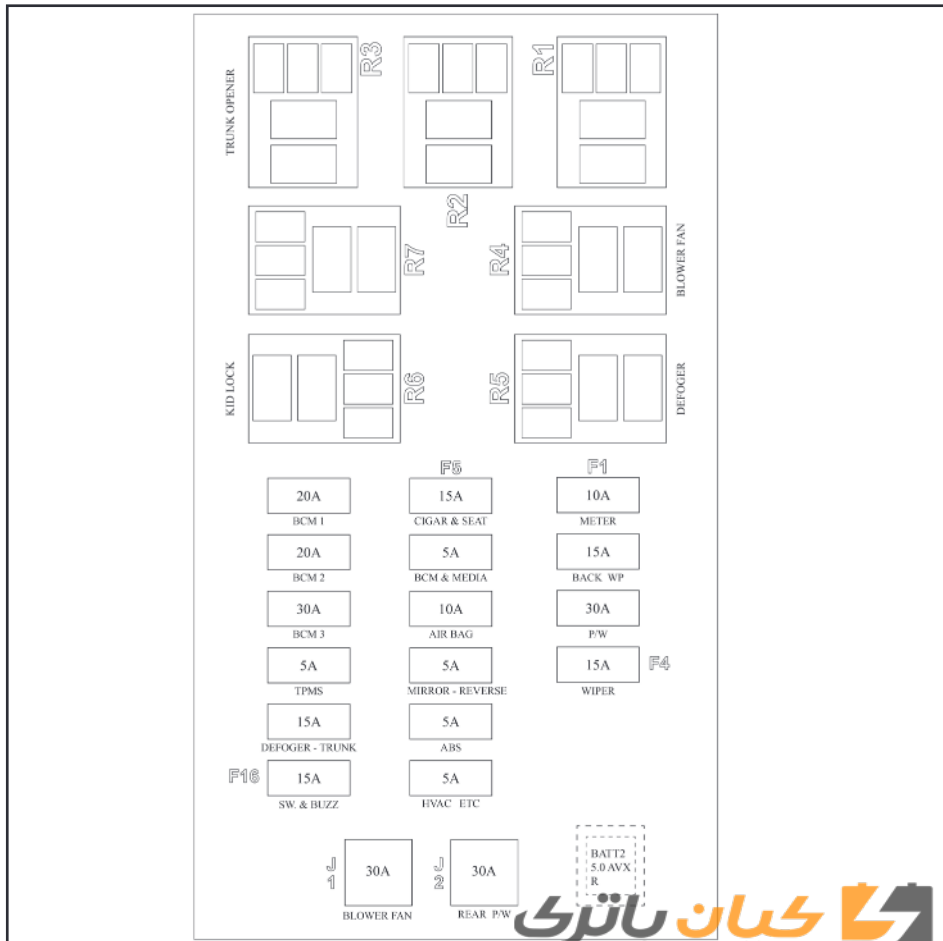 TRUNK OPENER
R3
R2
R1
R7
R4
BLOWER FAN
KID LOCK
R6
R5
DEFOGER
F5
F1
20A
15A
10A
BCM 1
CIGAR & SEAT
METER
20A
5A
15A
BCM 2
BCM & MEDIA
BACK WP
30A
10A
30A
BCM 3
AIR BAG
P/W
5A
5A
15A
F4
TPMS
MIRROR - REVERSE
WIPER
15A
5A
DEFOGER - TRUNK
ABS
F16
15A
5A
SW. & BUZZ
HVAC ETC
J1
30A
J2
30A
BATT2
5.0 AVX
R
BLOWER FAN
REAR P/W
کیان باتری